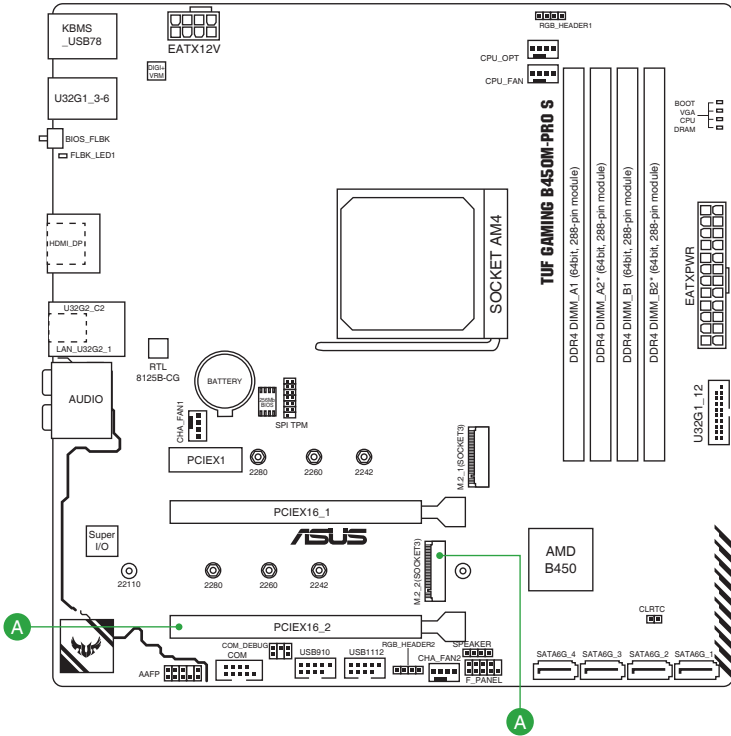 KBMS
_USB78
EATX12V
RGB_HEADER1
CPU_OPT
CPU_FAN
DIGI+
VRM
U32G1_3-6
BIOS_FLBK
FLBK_LED1
BOOT
VGA
CPU
DRAM
HDMI_DP
SOCKET AM4
TUF GAMING B450M-PRO S
DDR4 DIMM_A1 (64bit, 288-pin module)
DDR4 DIMM_A2* (64bit, 288-pin module)
DDR4 DIMM_B1 (64bit, 288-pin module)
DDR4 DIMM_B2* (64bit, 288-pin module)
EATXPWR
U32G2_C2
LAN_U32G2_1
RTL
8125B-CG
BATTERY
256Mb
BIOS
SPI TPM
AUDIO
CHA_FAN1
U32G1_12
PCIEX1
2280
2260
2242
M.2_1(SOCKET3)
PCIEX16_1
ASUS
Super
I/O
22110
2280
2260
2242
M.2_2(SOCKET3)
AMD
B450
A
PCIEX16_2
CLRTC
COM_DEBUG
COM
USB910
USB1112
RGB_HEADER2
SPEAKER
CHA_FAN2
F_PANEL
AAFP
SATA6G_4
SATA6G_3
SATA6G_2
SATA6G_1
A